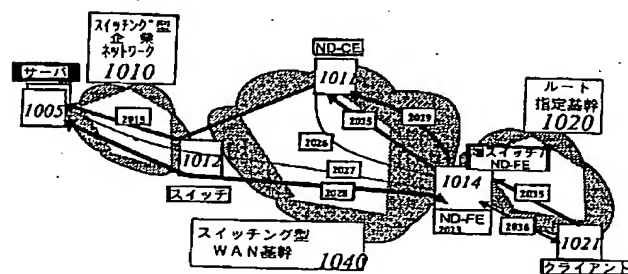 スイッチング型
企業
ネットワーク
1010
サーバ
1005
2015
1012
スイッチ
ND-CE
1011
2025
2029
2026
2027
2028
スイッチング型
WAN基幹
1040
ルート
指定基幹
1020
端スイッチ/
ND-FE
1014
ND-FE
2023
2035
2036
1021
クライアント